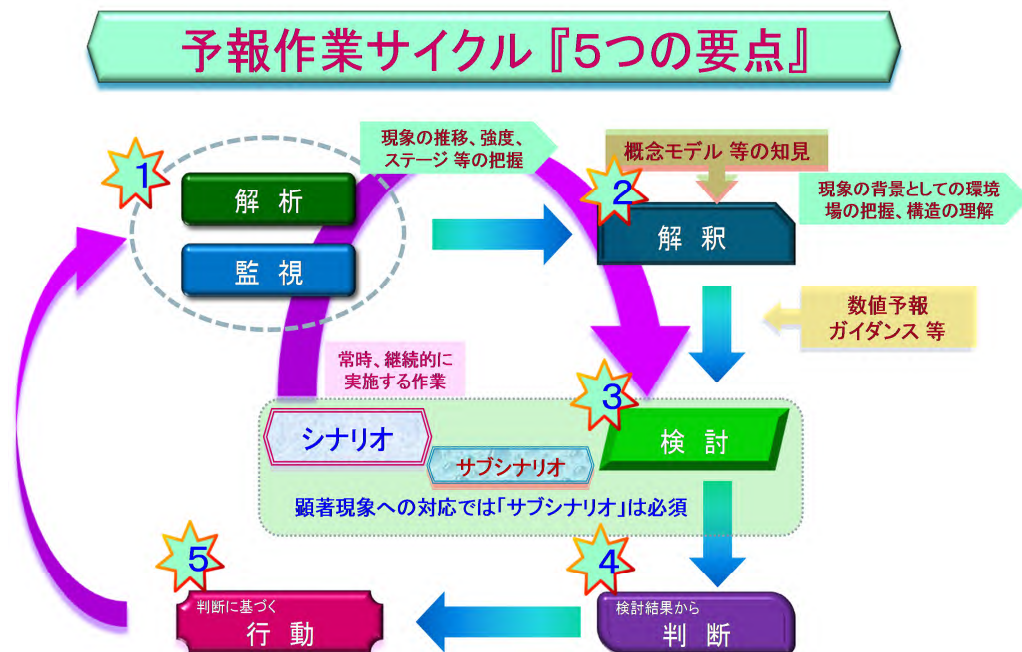 予報作業サイクル『5つの要点』
1
解 析
監 視
現象の推移、強度、
ステージ 等の把握
常時、継続的に
実施する作業
2
概念モデル 等の知見
解 釈
現象の背景としての環境
場の把握、構造の理解
数値予報
ガイダンス 等
3
シナリオ
サブシナリオ
検 討
顕著現象への対応では「サブシナリオ」は必須
4
検討結果から
判 断
5
判断に基づく
行 動